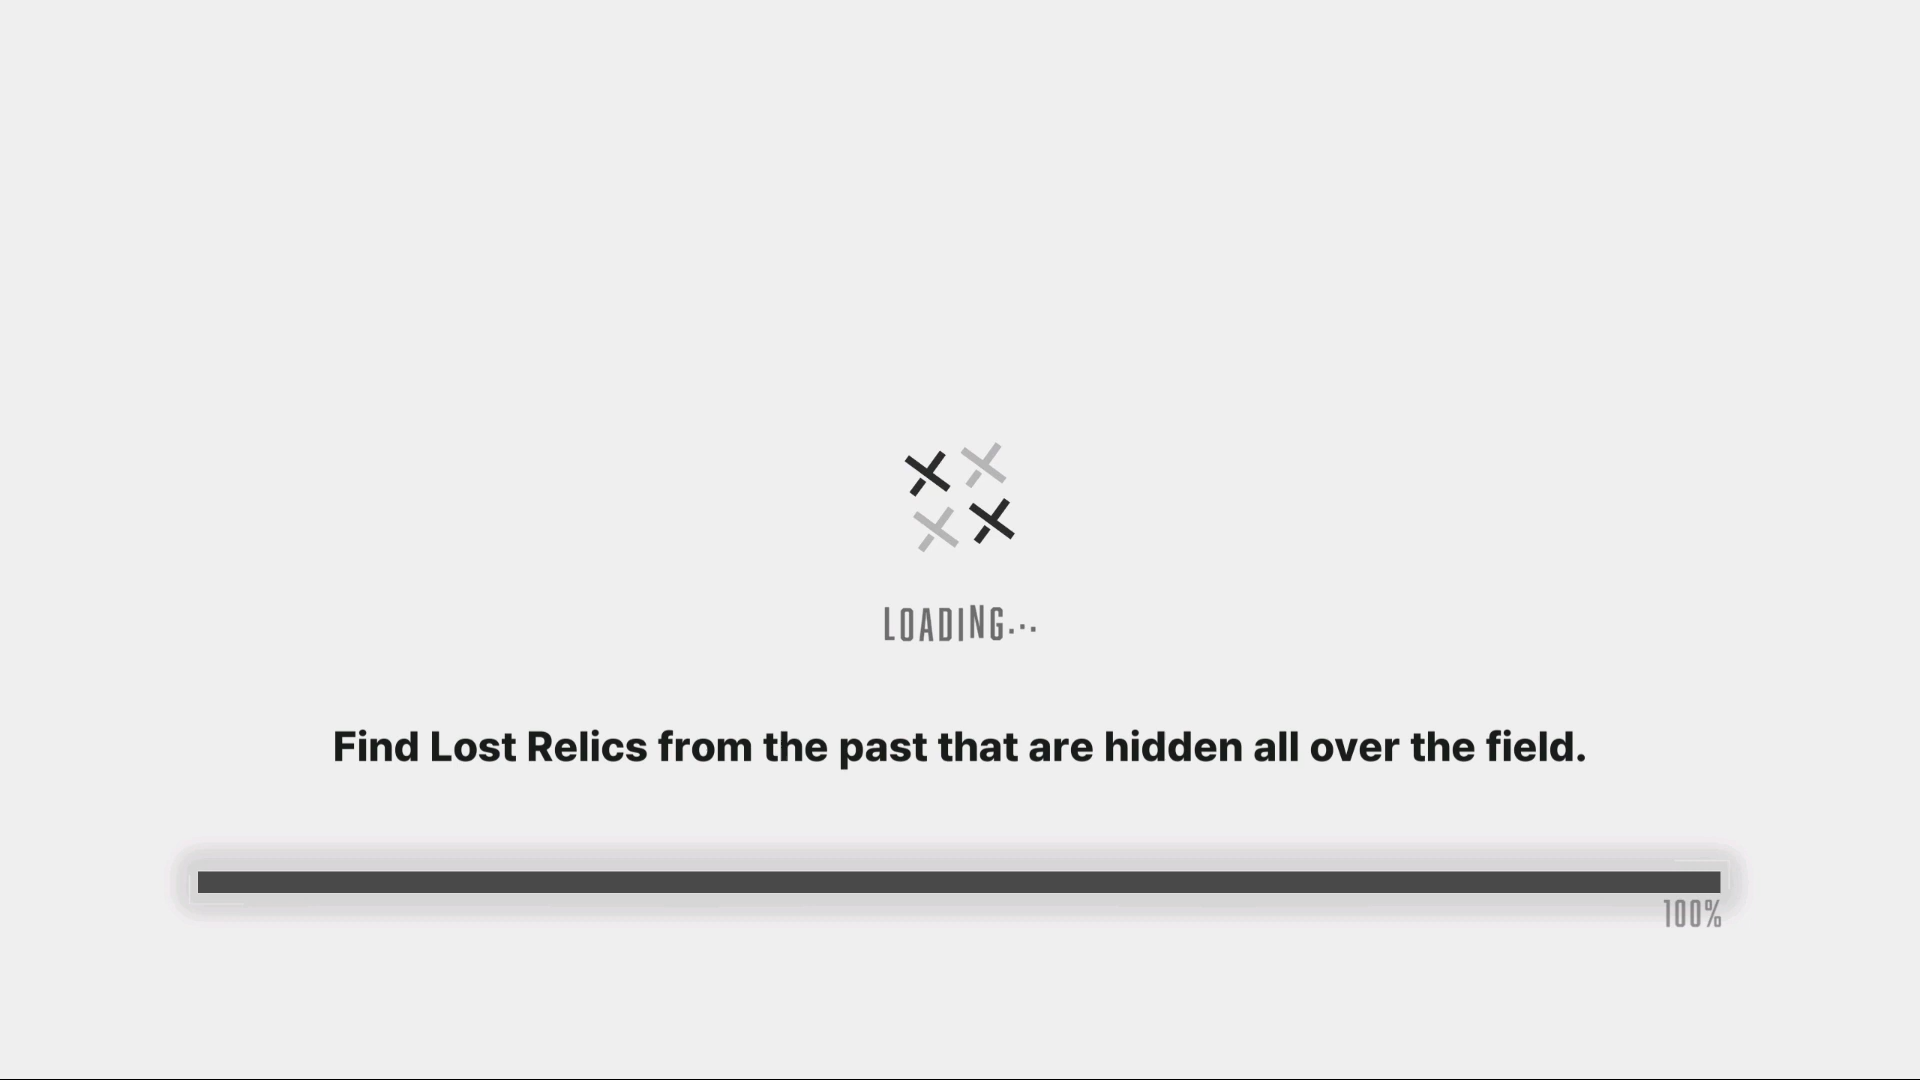 LOADING...
Find Lost Relics from the past that are hidden all over the field.
100%